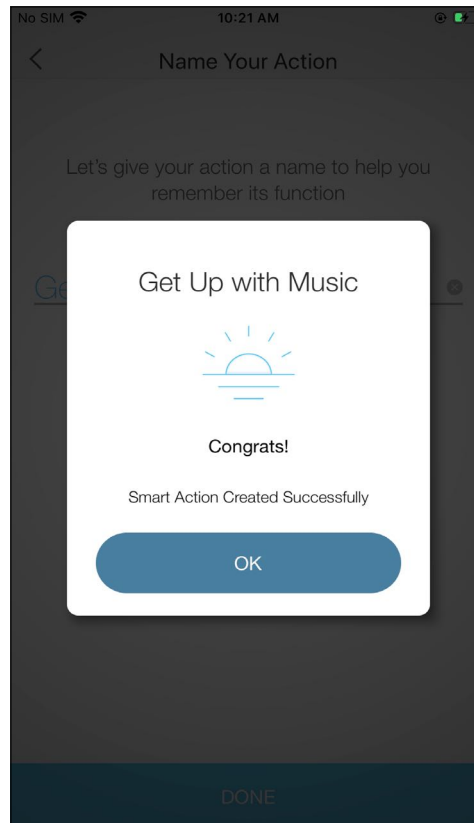 No SIM 10:21 AM
Name Your Action
Let's give your action a name to help you
remember its function
Ge
Get Up with Music
Congrats!
Smart Action Created Successfully
OK
DONE